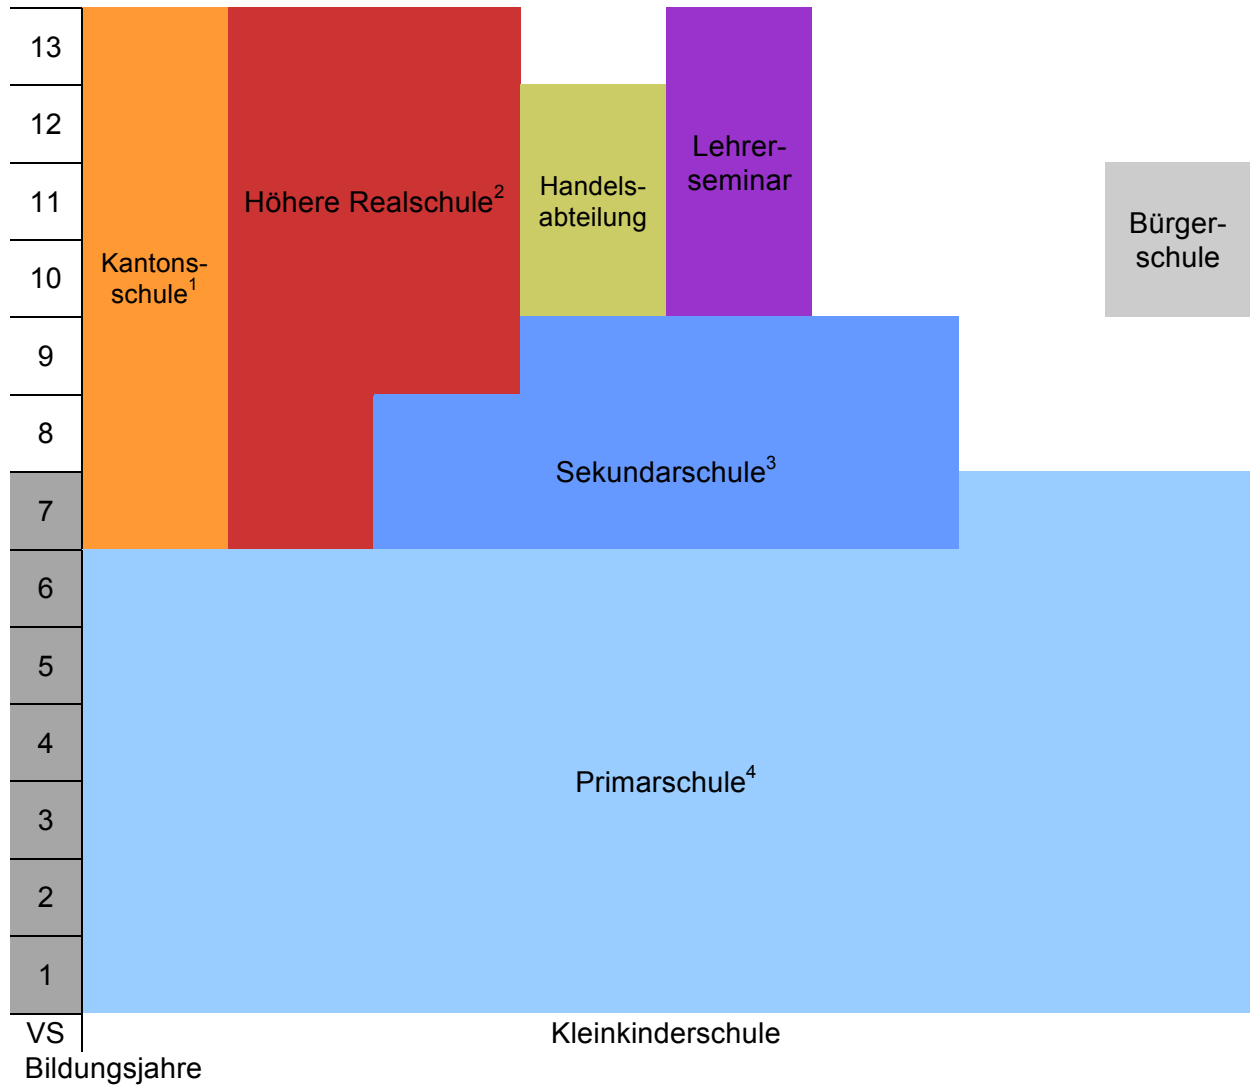 13
12
11
10
9
8
7
6
5
4
3
2
1
VS
Bildungsjahre
Kantons-
schule¹
Höhere Realschule²
Handels-
abteilung
Lehrer-
seminar
Bürger-
schule
Sekundarschule³
Primarschule⁴
Kleinkinderschule